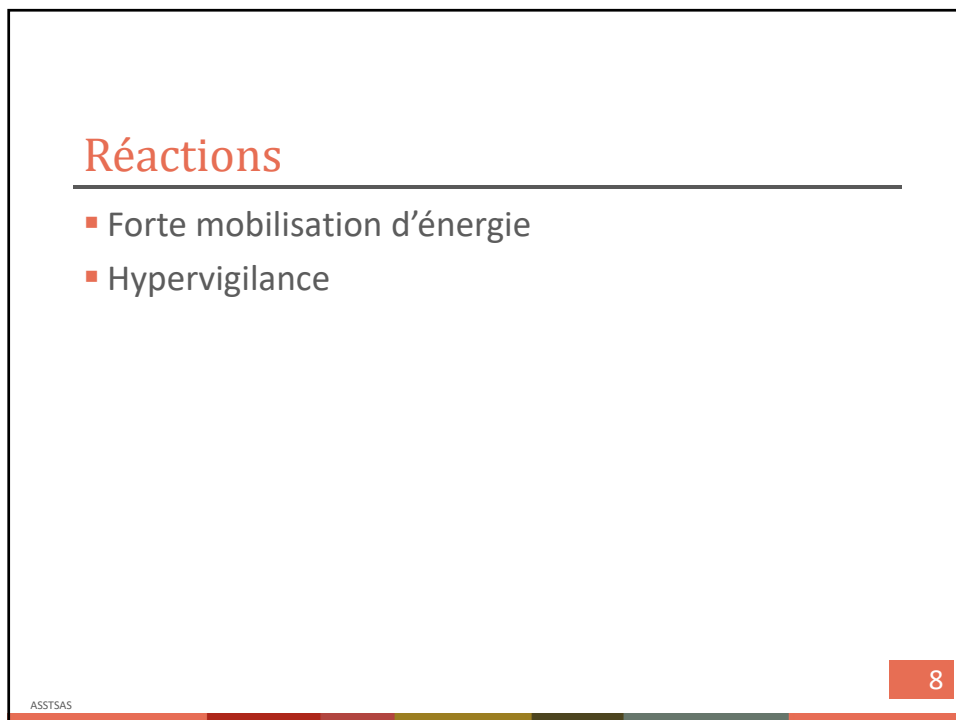 Réactions
▪ Forte mobilisation d’énergie
▪ Hypervigilance
8
ASSTSAS